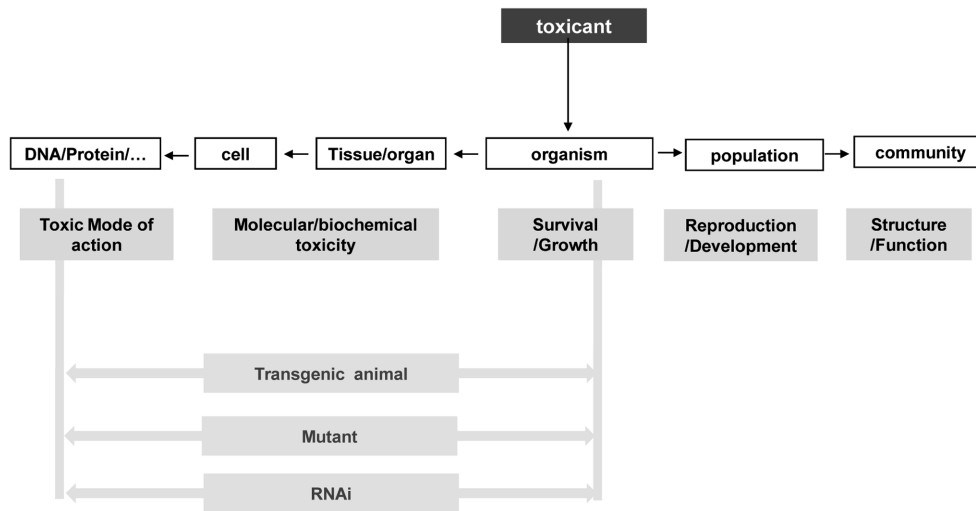 toxicant
DNA/Protein/…
cell
Tissue/organ
organism
population
community
Toxic Mode of
action
Molecular/biochemical
toxicity
Survival
/Growth
Reproduction
/Development
Structure
/Function
Transgenic animal
Mutant
RNAi